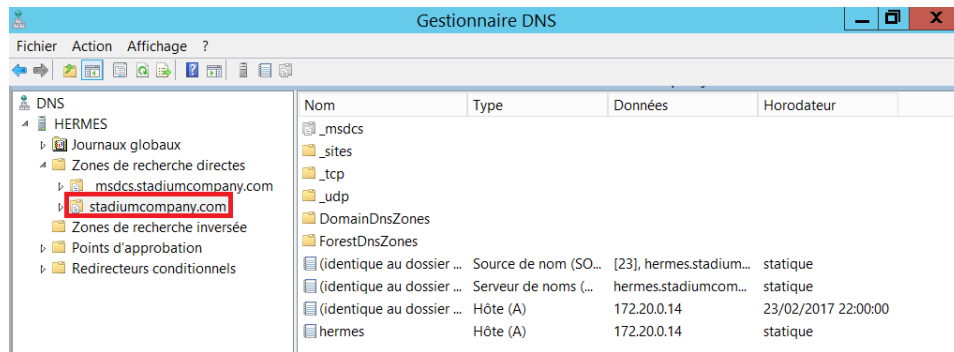 Gestionnaire DNS
Fichier Action Affichage ?
DNS
HERMES
Journaux globaux
Zones de recherche directes
_msdcs.stadiumcompany.com
stadiumcompany.com
Zones de recherche inversée
Points d'approbation
Redirecteurs conditionnels
Nom Type Données Horodateur
_msdcs
_sites
_tcp
_udp
DomainDnsZones
ForestDnsZones
(identique au dossier ... Source de nom (SO... [23], hermes.stadium... statique
(identique au dossier ... Serveur de noms (... hermes.stadiumcom... statique
(identique au dossier ... Hôte (A) 172.20.0.14 23/02/2017 22:00:00
hermes Hôte (A) 172.20.0.14 statique